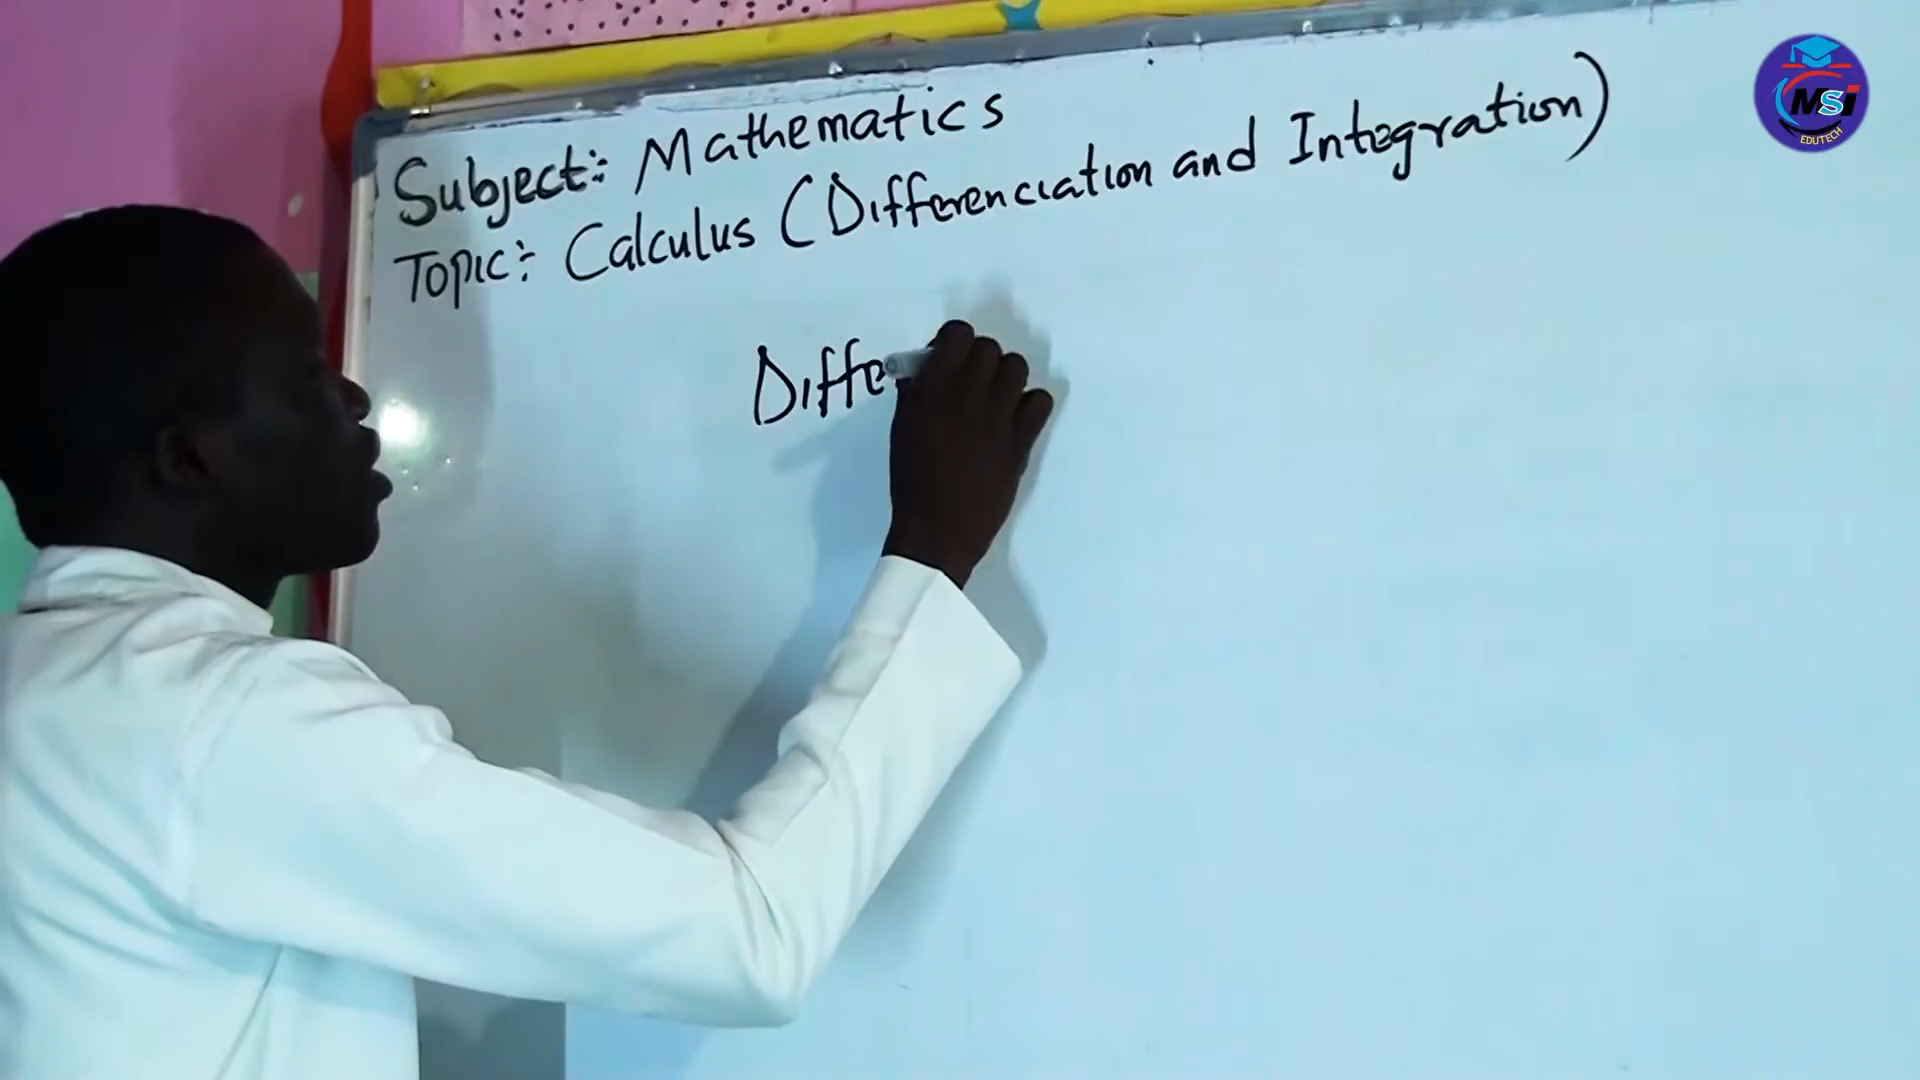 Subject:- Mathematics
Topic:- Calculus (Differenciation and Integration)
Diffe
MSi
EDUTECH